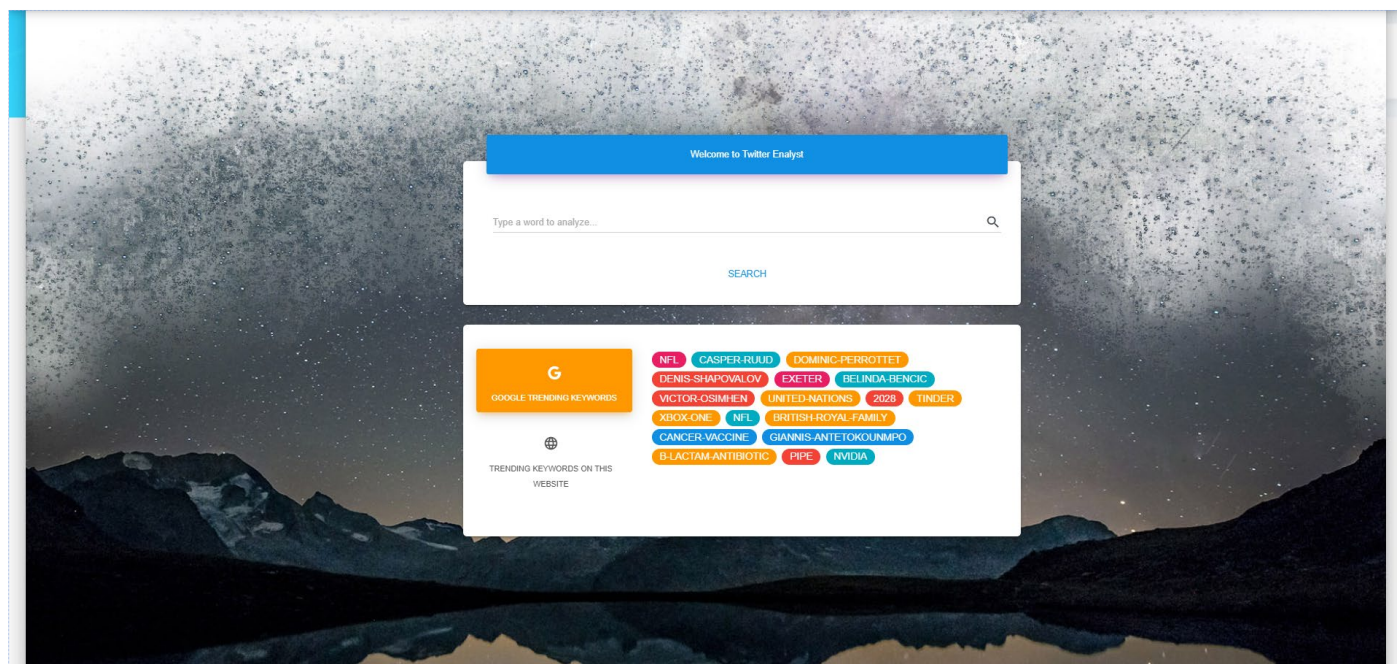 Welcome to Twitter Enalyst
Type a word to analyze...
SEARCH
GOOGLE TRENDING KEYWORDS
TRENDING KEYWORDS ON THIS
WEBSITE
NFL CASPER-RUUD DOMINIC-PERROTTET
DENIS-SHAPOVALOV EXETER BELINDA-BENCIC
VICTOR-OSIMHEN UNITED-NATIONS 2028 TINDER
XBOX-ONE NFL BRITISH-ROYAL-FAMILY
CANCER-VACCINE GIANNIS-ANTETOKOUNMPO
B-LACTAM-ANTIBIOTIC PIPE NVIDIA